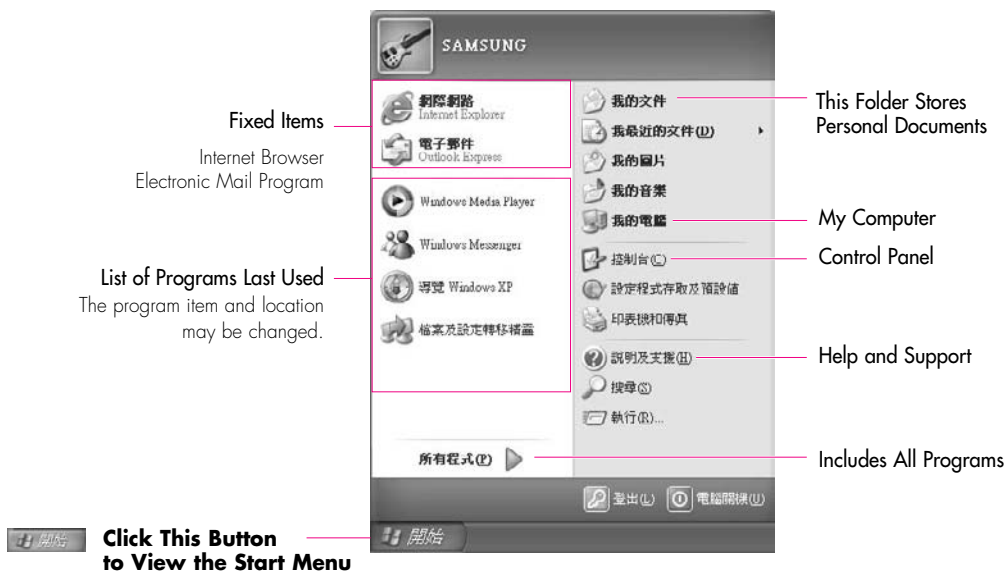 SAMSUNG
Fixed Items
Internet Browser
Electronic Mail Program
List of Programs Last Used
The program item and location
may be changed.
網際網路
Internet Explorer
電子郵件
Outlook Express
Windows Media Player
Windows Messenger
導覽 Windows XP
檔案及設定轉移精靈
所有程式(P)
我的文件
我最近的文件(D)
我的圖片
我的音樂
我的電腦
控制台(C)
設定程式存取及預設值
印表機和傳真
說明及支援(H)
搜尋(S)
執行(R)...
This Folder Stores
Personal Documents
My Computer
Control Panel
Help and Support
Includes All Programs
登出(L)
電腦關機(U)
開始
Click This Button
to View the Start Menu
開始